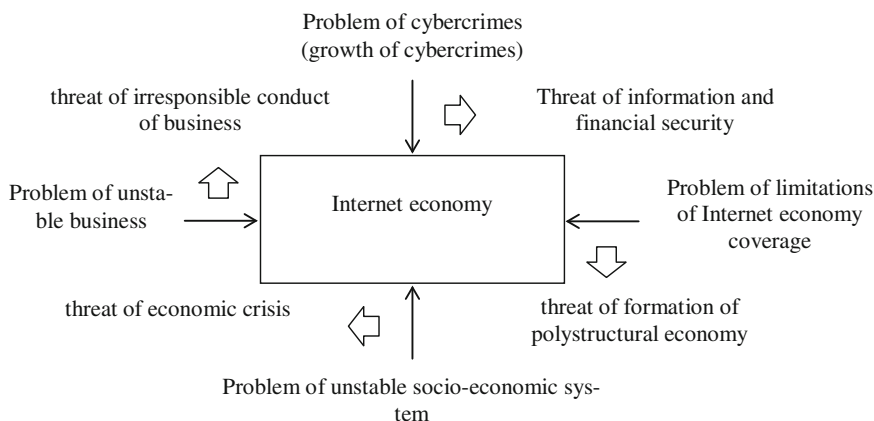 Problem of cybercrimes
(growth of cybercrimes)
threat of irresponsible conduct
of business
Threat of information and
financial security
Problem of unsta-
ble business
Internet economy
Problem of limitations
of Internet economy
coverage
threat of economic crisis
threat of formation of
polystructural economy
Problem of unstable socio-economic sys-
tem